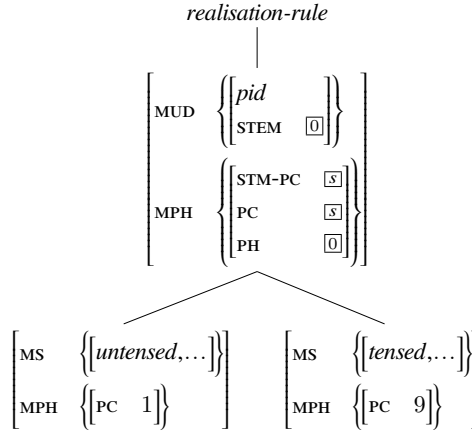 realisation-rule
MUD {[pid
STEM 0]}
MPH {[STM-PC s
PC s
PH 0]}
MS {[untensed,…]} MS {[tensed,…]}
MPH {[PC 1]} MPH {[PC 9]} .